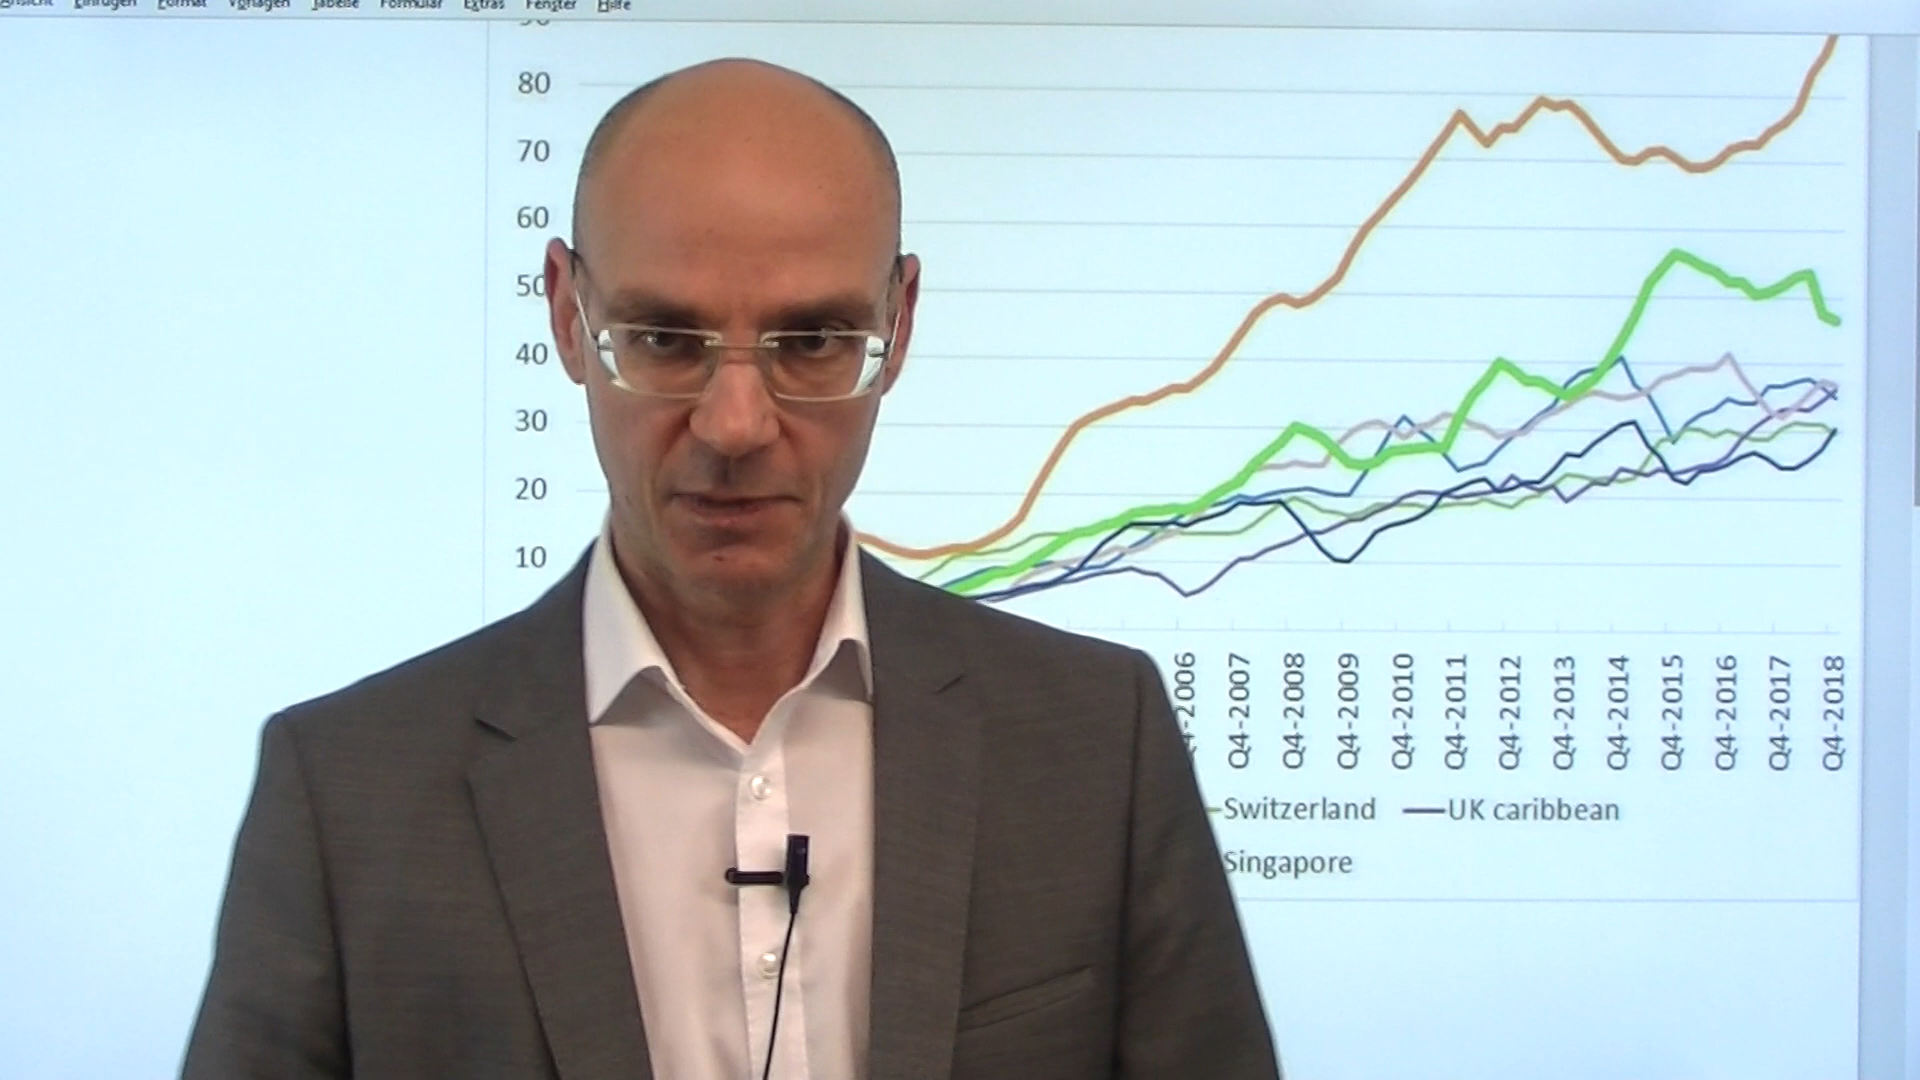 Ansicht Einfügen Format Vorlagen Tabelle Formular Extras Fenster Hilfe
80
70
60
50
40
30
20
10
Q4-2007 Q4-2008 Q4-2009 Q4-2010 Q4-2011 Q4-2012 Q4-2013 Q4-2014 Q4-2015 Q4-2016 Q4-2017 Q4-2018
Switzerland UK caribbean
Singapore